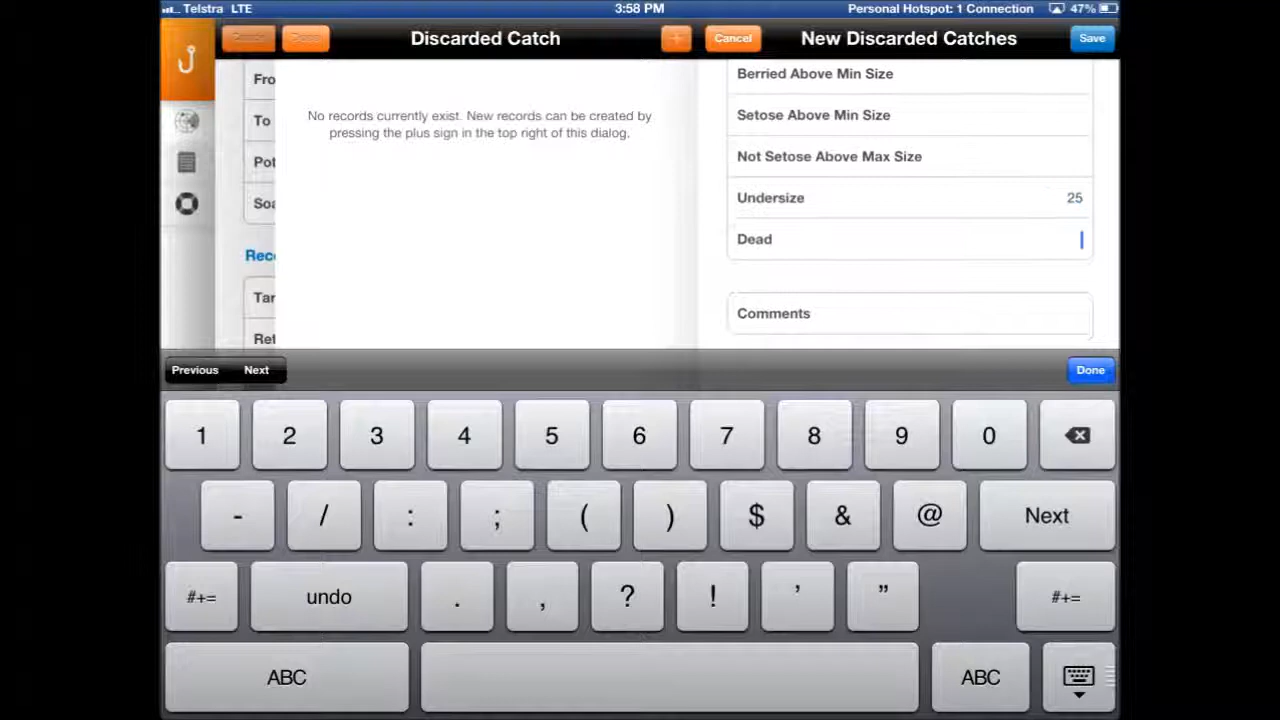 Telstra LTE
3:58 PM
Personal Hotspot: 1 Connection
47%
Discarded Catch
+
Cancel
New Discarded Catches
Save
Fro
To
Pot
Soa
Rec
Tar
Ret
No records currently exist. New records can be created by
pressing the plus sign in the top right of this dialog.
Berried Above Min Size
Setose Above Min Size
Not Setose Above Max Size
Undersize 25
Dead
Comments
Previous Next
Done
1 2 3 4 5 6 7 8 9 0
- / : ; ( ) $ & @ Next
#+= undo . , ? ! ’ ” #+=
ABC ABC